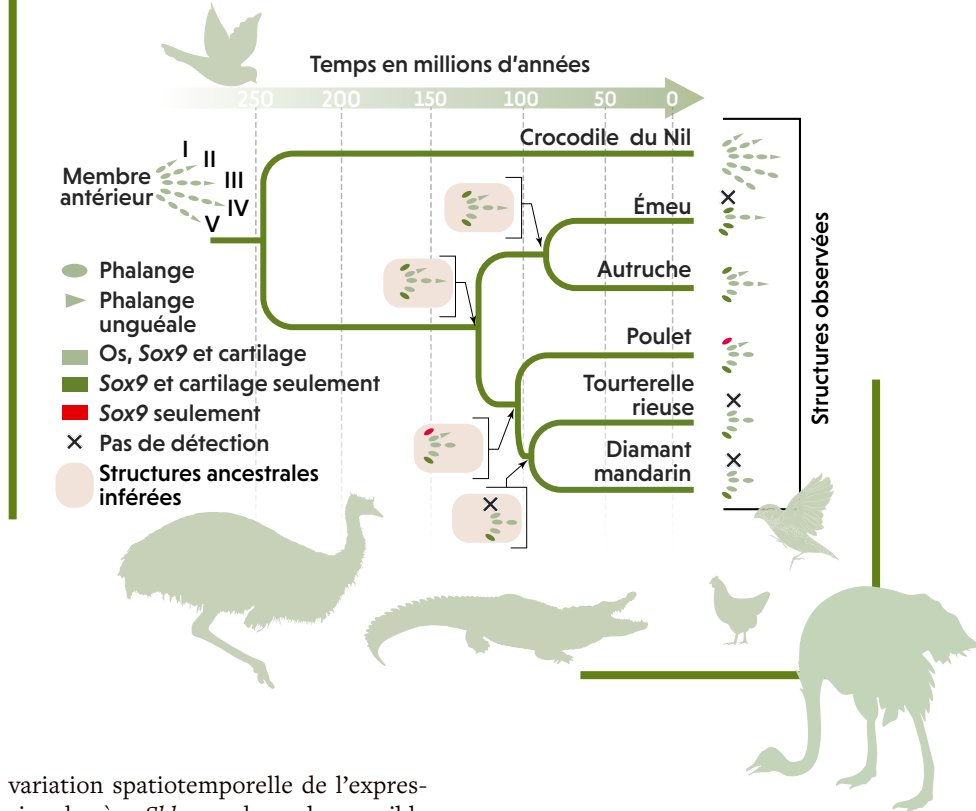 Temps en millions d'années
250 200 150 100 50 0
Crocodile du Nil
Membre
antérieur
I
II
III
IV
V
Émeu
Autruche
Poulet
Tourterelle
rieuse
Diamant
mandarin
Structures observées
Phalange
Phalange
unguéale
Os, Sox9 et cartilage
Sox9 et cartilage seulement
Sox9 seulement
× Pas de détection
Structures ancestrales
inférées
variation spatiotemporelle de l'expres-